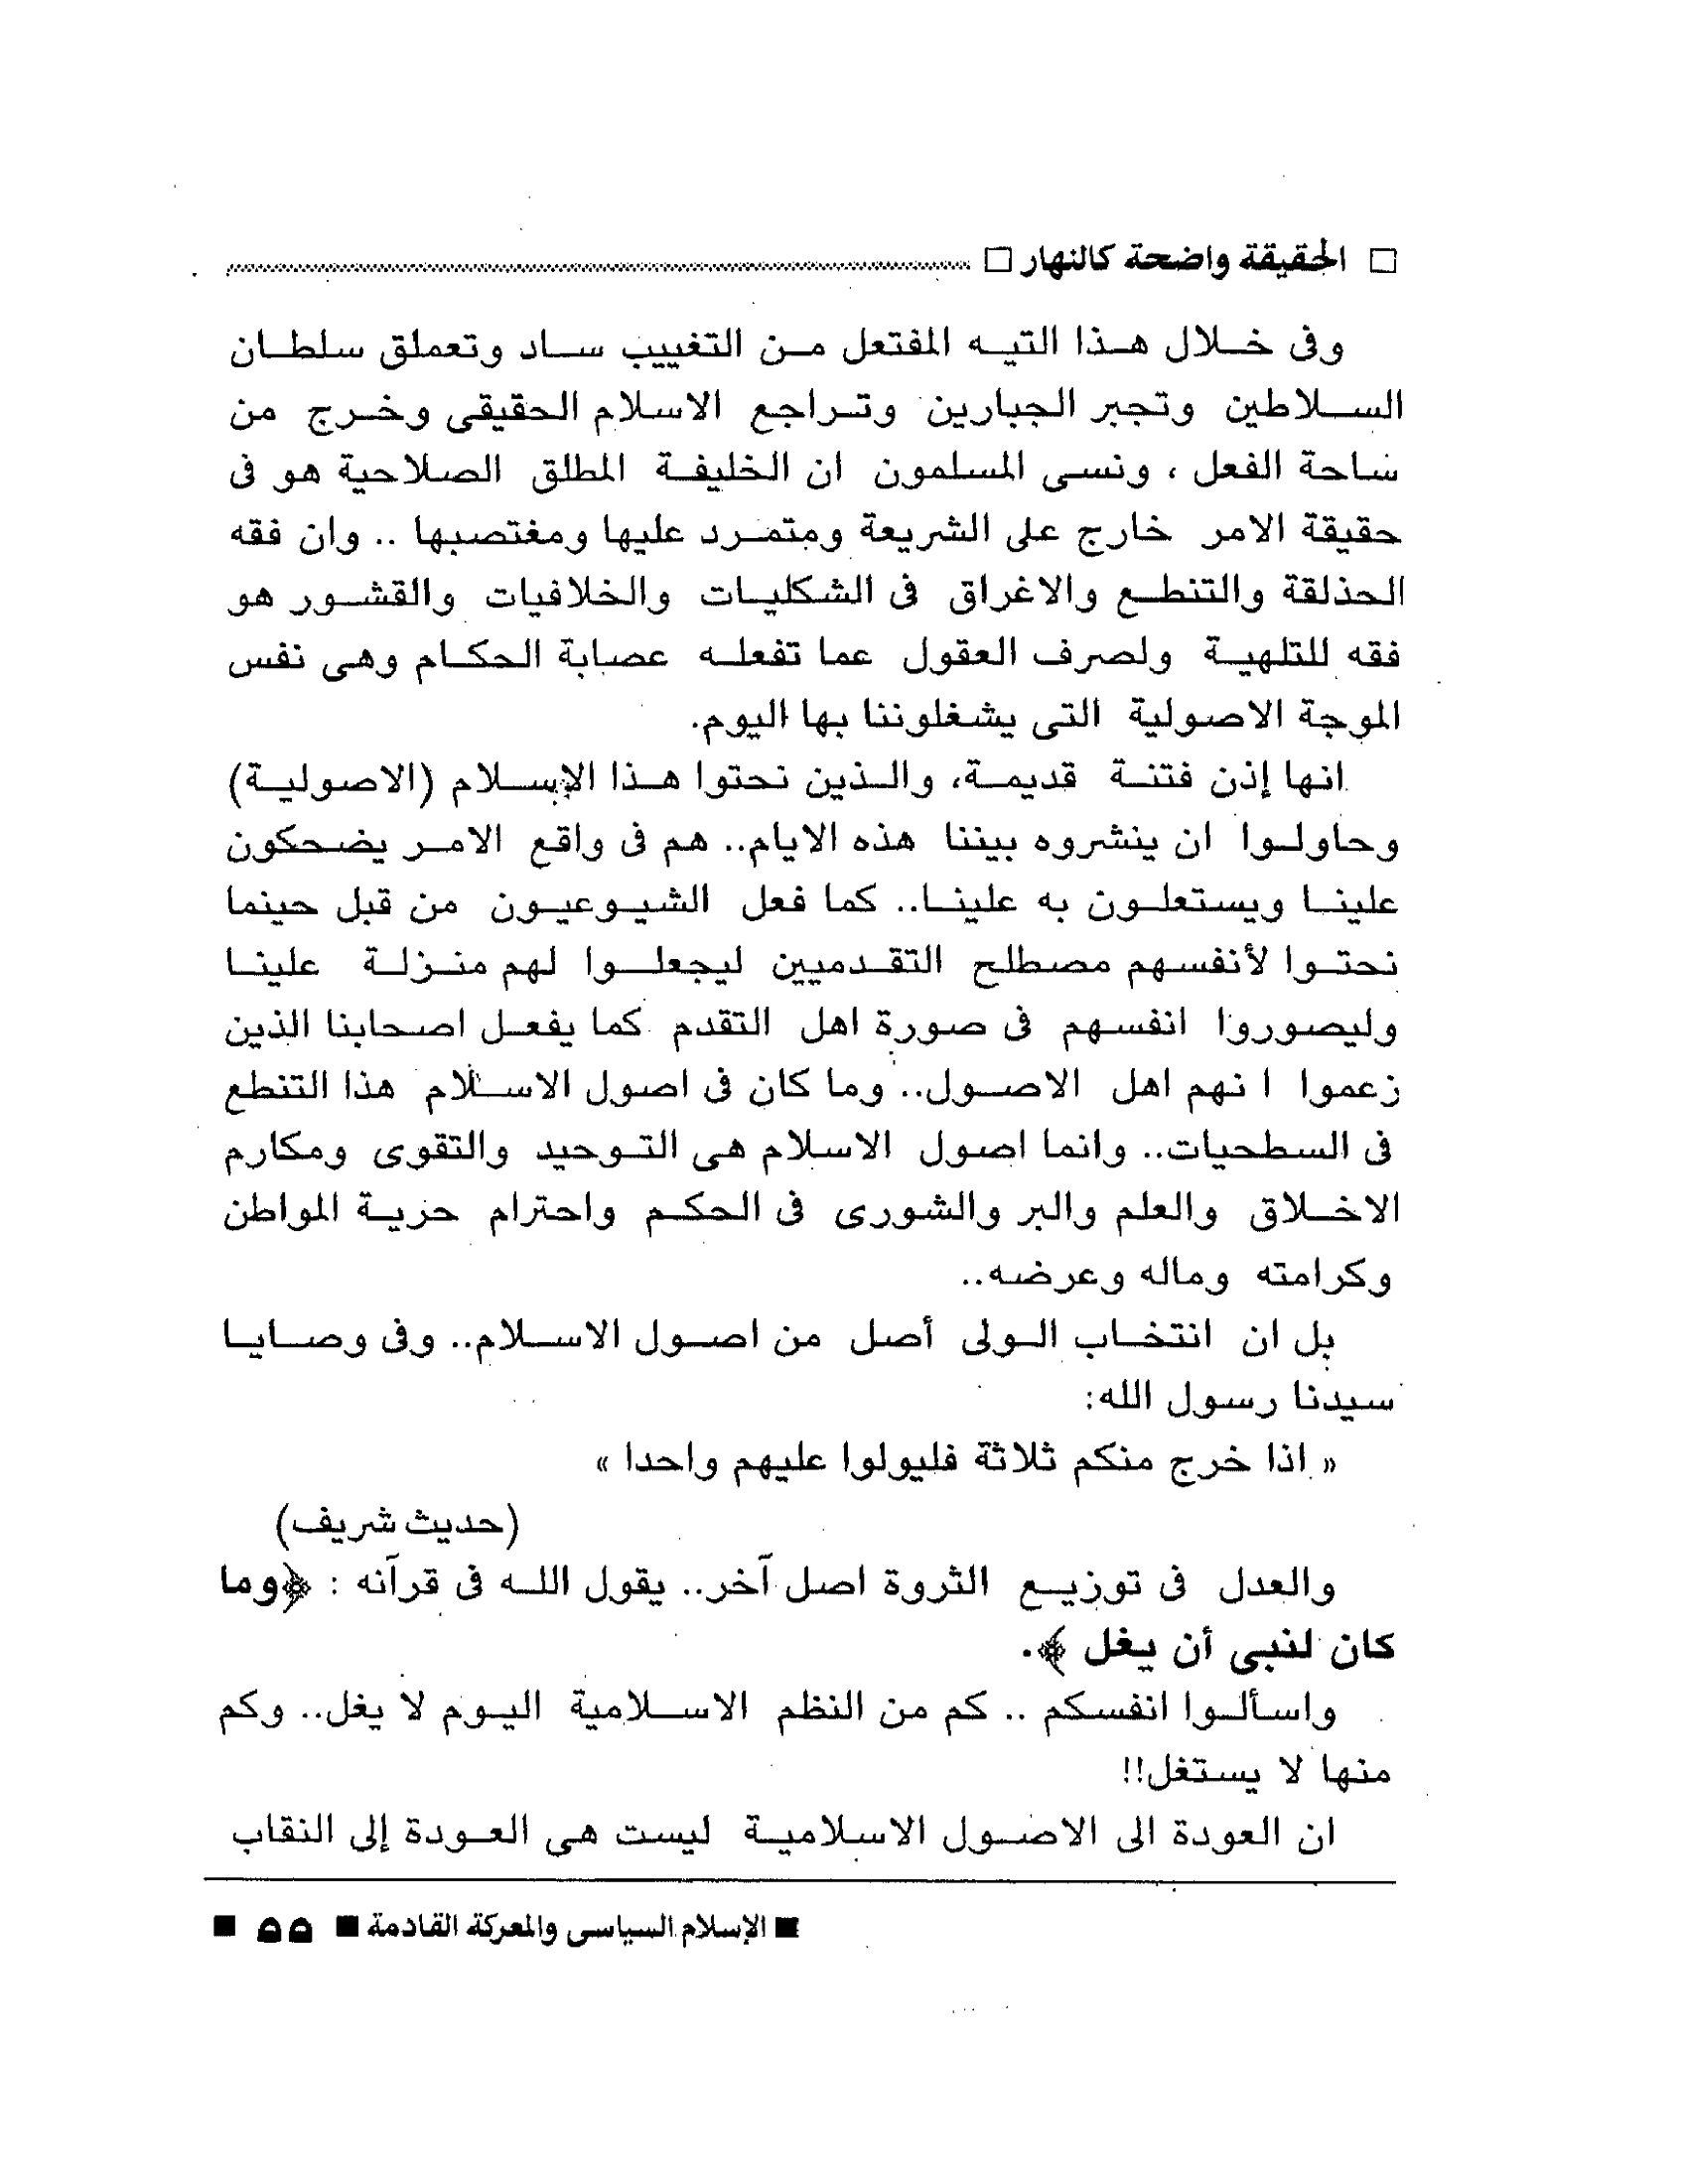 □ الحقيقة واضحة كالنهار □
وفى خلال هذا التيه المفتعل من التغييب ساد وتعملق سلطان
السلاطين وتجبر الجبارين وتراجع الاسلام الحقيقى وخرج من
ساحة الفعل ، ونسى المسلمون ان الخليفة المطلق الصلاحية هو فى
حقيقة الامر خارج على الشريعة ومتمرد عليها ومغتصبها .. وان فقه
الحذلقة والتنطع والاغراق فى الشكليات والخلافيات والقشور هو
فقه للتلهية ولصرف العقول عما تفعله عصابة الحكام وهى نفس
الموجة الاصولية التى يشغلوننا بها اليوم.
انها إذن فتنة قديمة، والذين نحتوا هذا الإسلام (الاصولية)
وحاولوا ان ينشروه بيننا هذه الايام.. هم فى واقع الامر يضحكون
علينا ويستعلون به علينا.. كما فعل الشيوعيون من قبل حينما
نحتوا لأنفسهم مصطلح التقدميين ليجعلوا لهم منزلة علينا
وليصوروا انفسهم فى صورة اهل التقدم كما يفعل اصحابنا الذين
زعموا ا نهم اهل الاصول.. وما كان فى اصول الاسلام هذا التنطع
فى السطحيات.. وانما اصول الاسلام هى التوحيد والتقوى ومكارم
الاخلاق والعلم والبر والشورى فى الحكم واحترام حرية المواطن
وكرامته وماله وعرضه..
بل ان انتخاب الولى أصل من اصول الاسلام.. وفى وصايا
سيدنا رسول الله:
« اذا خرج منكم ثلاثة فليولوا عليهم واحدا »
(حديث شريف)
والعدل فى توزيع الثروة اصل آخر.. يقول الله فى قرآنه : ﴿وما
كان لنبى أن يغل ﴾.
واسألوا انفسكم .. كم من النظم الاسلامية اليوم لا يغل.. وكم
منها لا يستغل!!
ان العودة الى الاصول الاسلامية ليست هى العودة إلى النقاب
■ الإسلام السياسى والمعركة القادمة ■ ٥٥ ■